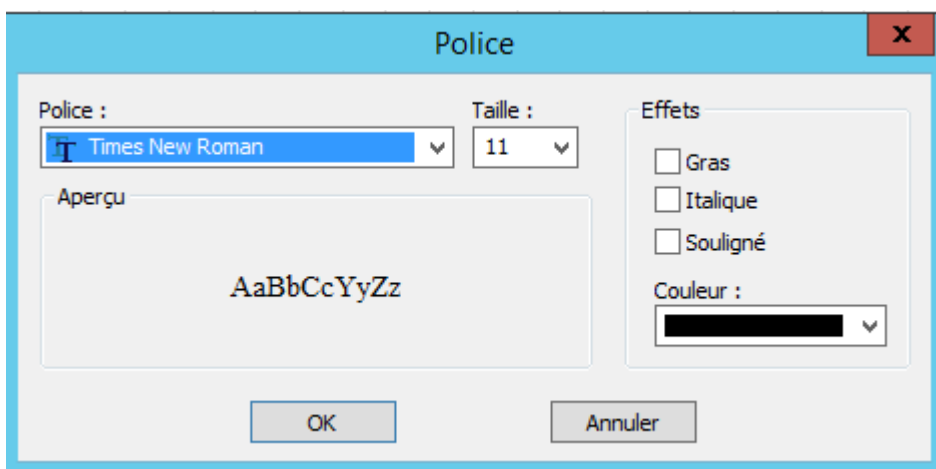 Police
Police :
Times New Roman
Taille :
11
Effets
Gras
Italique
Souligné
Couleur :
Aperçu
AaBbCcYyZz
OK
Annuler